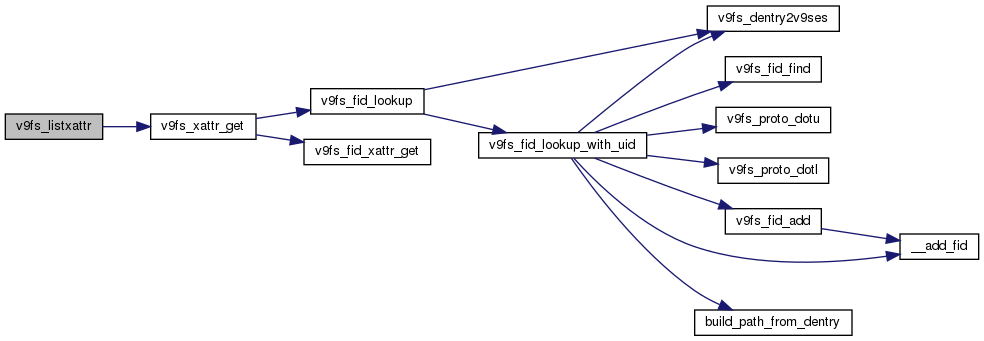 v9fs_listxattr
v9fs_xattr_get
v9fs_fid_lookup
v9fs_fid_xattr_get
v9fs_fid_lookup_with_uid
v9fs_dentry2v9ses
v9fs_fid_find
v9fs_proto_dotu
v9fs_proto_dotl
v9fs_fid_add
__add_fid
build_path_from_dentry